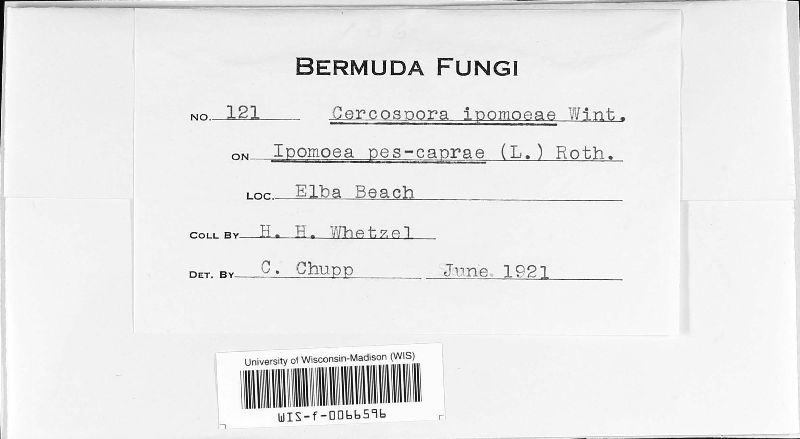 BERMUDA FUNGI
NO. 121 Cercospora ipomoeae Wint.
ON Ipomoea pes-caprae (L.) Roth.
LOC. Elba Beach
COLL BY H. H. Whetzel
DET. BY C. Chupp June 1921
University of Wisconsin-Madison (WIS)
WIS-f-0066596